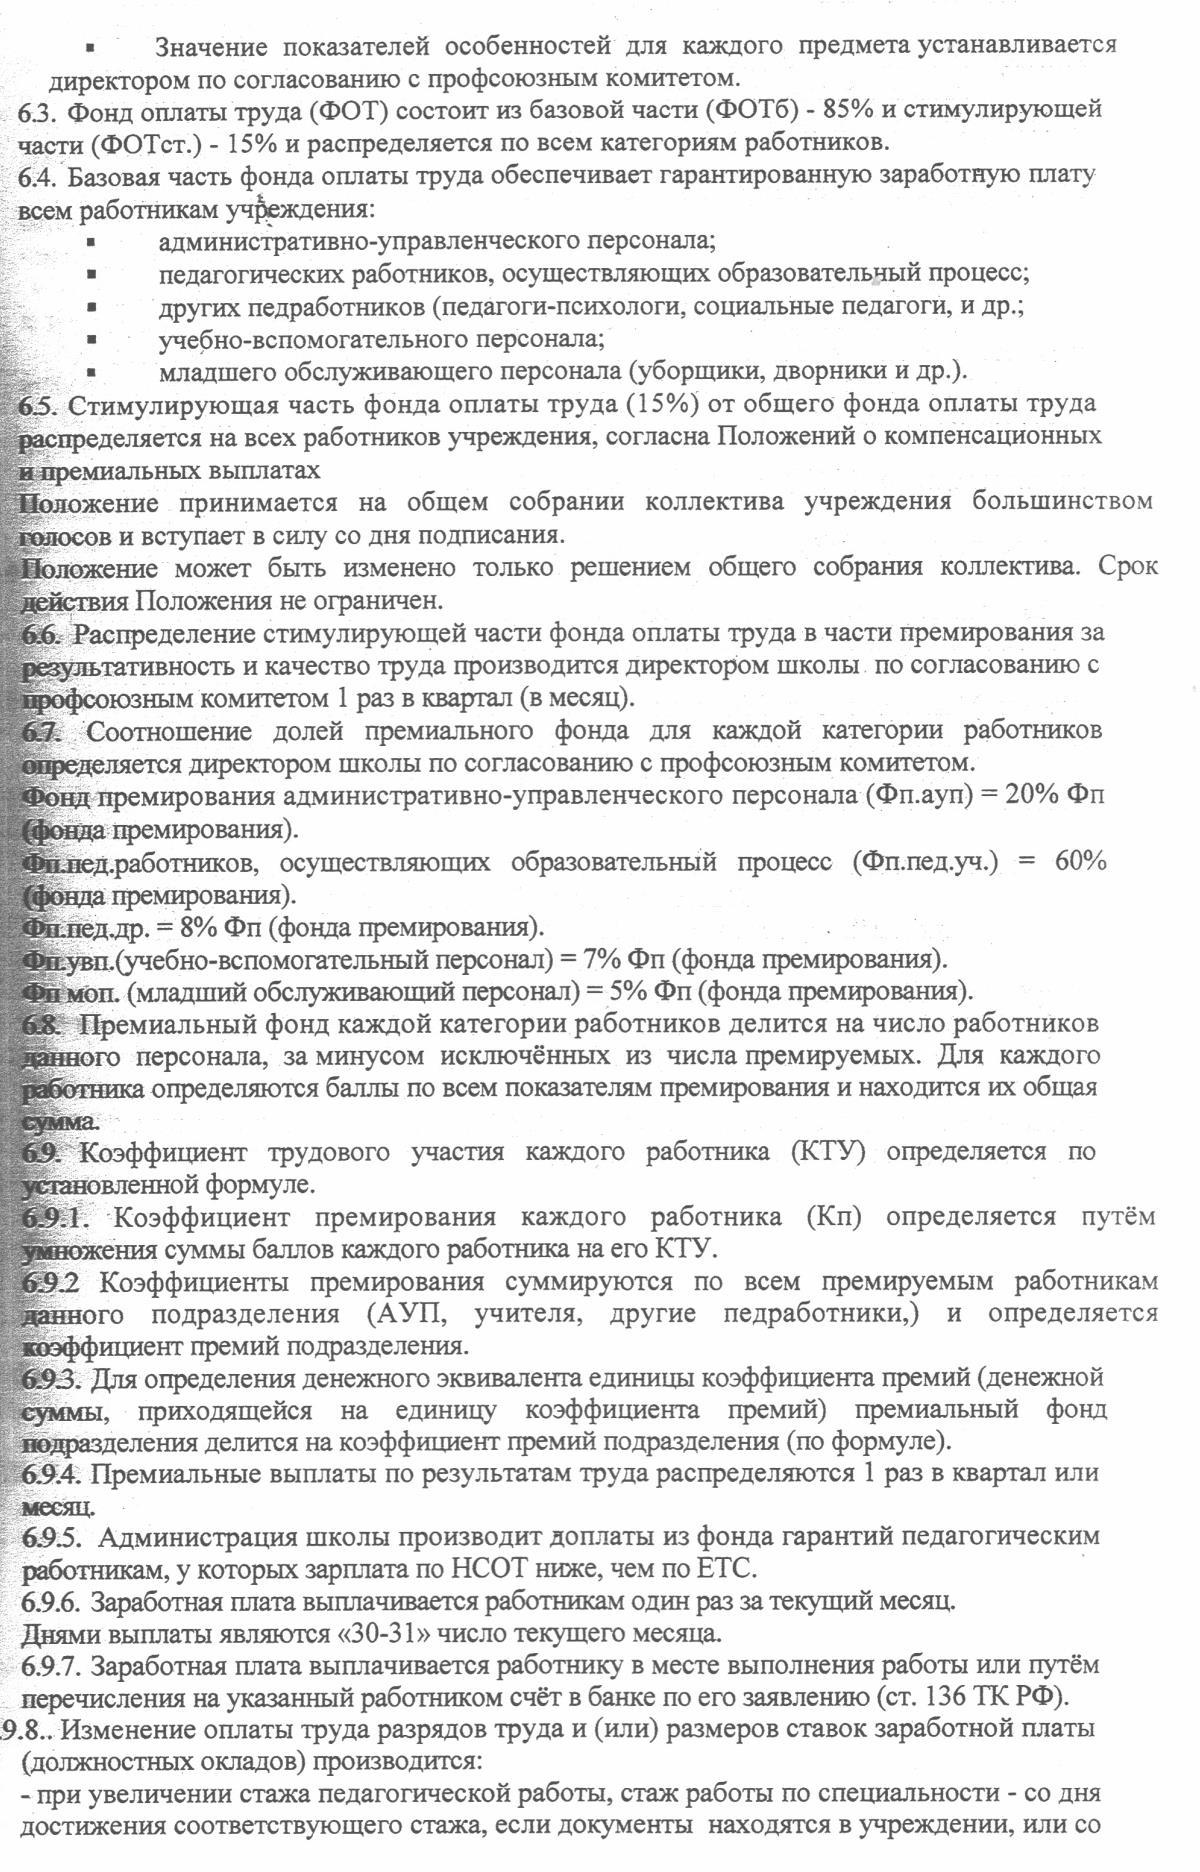 ▪ Значение показателей особенностей для каждого предмета устанавливается
директором по согласованию с профсоюзным комитетом.
6.3. Фонд оплаты труда (ФОТ) состоит из базовой части (ФОТб) - 85% и стимулирующей
части (ФОТст.) - 15% и распределяется по всем категориям работников.
6.4. Базовая часть фонда оплаты труда обеспечивает гарантированную заработную плату
всем работникам учреждения:
▪ административно-управленческого персонала;
▪ педагогических работников, осуществляющих образовательный процесс;
▪ других педработников (педагоги-психологи, социальные педагоги, и др.;
▪ учебно-вспомогательного персонала;
▪ младшего обслуживающего персонала (уборщики, дворники и др.).
6.5. Стимулирующая часть фонда оплаты труда (15%) от общего фонда оплаты труда
распределяется на всех работников учреждения, согласна Положений о компенсационных
и премиальных выплатах
Положение принимается на общем собрании коллектива учреждения большинством
голосов и вступает в силу со дня подписания.
Положение может быть изменено только решением общего собрания коллектива. Срок
действия Положения не ограничен.
6.6. Распределение стимулирующей части фонда оплаты труда в части премирования за
результативность и качество труда производится директором школы по согласованию с
профсоюзным комитетом 1 раз в квартал (в месяц).
6.7. Соотношение долей премиального фонда для каждой категории работников
определяется директором школы по согласованию с профсоюзным комитетом.
Фонд премирования административно-управленческого персонала (Фп.ауп) = 20% Фп
(фонда премирования).
Фп.пед.работников, осуществляющих образовательный процесс (Фп.пед.уч.) = 60%
(фонда премирования).
Фп.пед.др. = 8% Фп (фонда премирования).
Фп.увп.(учебно-вспомогательный персонал) = 7% Фп (фонда премирования).
Фп моп. (младший обслуживающий персонал) = 5% Фп (фонда премирования).
6.8. Премиальный фонд каждой категории работников делится на число работников
данного персонала, за минусом исключённых из числа премируемых. Для каждого
работника определяются баллы по всем показателям премирования и находится их общая
сумма.
6.9. Коэффициент трудового участия каждого работника (КТУ) определяется по
установленной формуле.
6.9.1. Коэффициент премирования каждого работника (Кп) определяется путём
умножения суммы баллов каждого работника на его КТУ.
6.9.2 Коэффициенты премирования суммируются по всем премируемым работникам
данного подразделения (АУП, учителя, другие педработники,) и определяется
коэффициент премий подразделения.
6.9.3. Для определения денежного эквивалента единицы коэффициента премий (денежной
суммы, приходящейся на единицу коэффициента премий) премиальный фонд
подразделения делится на коэффициент премий подразделения (по формуле).
6.9.4. Премиальные выплаты по результатам труда распределяются 1 раз в квартал или
месяц.
6.9.5. Администрация школы производит доплаты из фонда гарантий педагогическим
работникам, у которых зарплата по НСОТ ниже, чем по ЕТС.
6.9.6. Заработная плата выплачивается работникам один раз за текущий месяц.
Днями выплаты являются «30-31» число текущего месяца.
6.9.7. Заработная плата выплачивается работнику в месте выполнения работы или путём
перечисления на указанный работником счёт в банке по его заявлению (ст. 136 ТК РФ).
.9.8.. Изменение оплаты труда разрядов труда и (или) размеров ставок заработной платы
(должностных окладов) производится:
- при увеличении стажа педагогической работы, стаж работы по специальности - со дня
достижения соответствующего стажа, если документы находятся в учреждении, или со